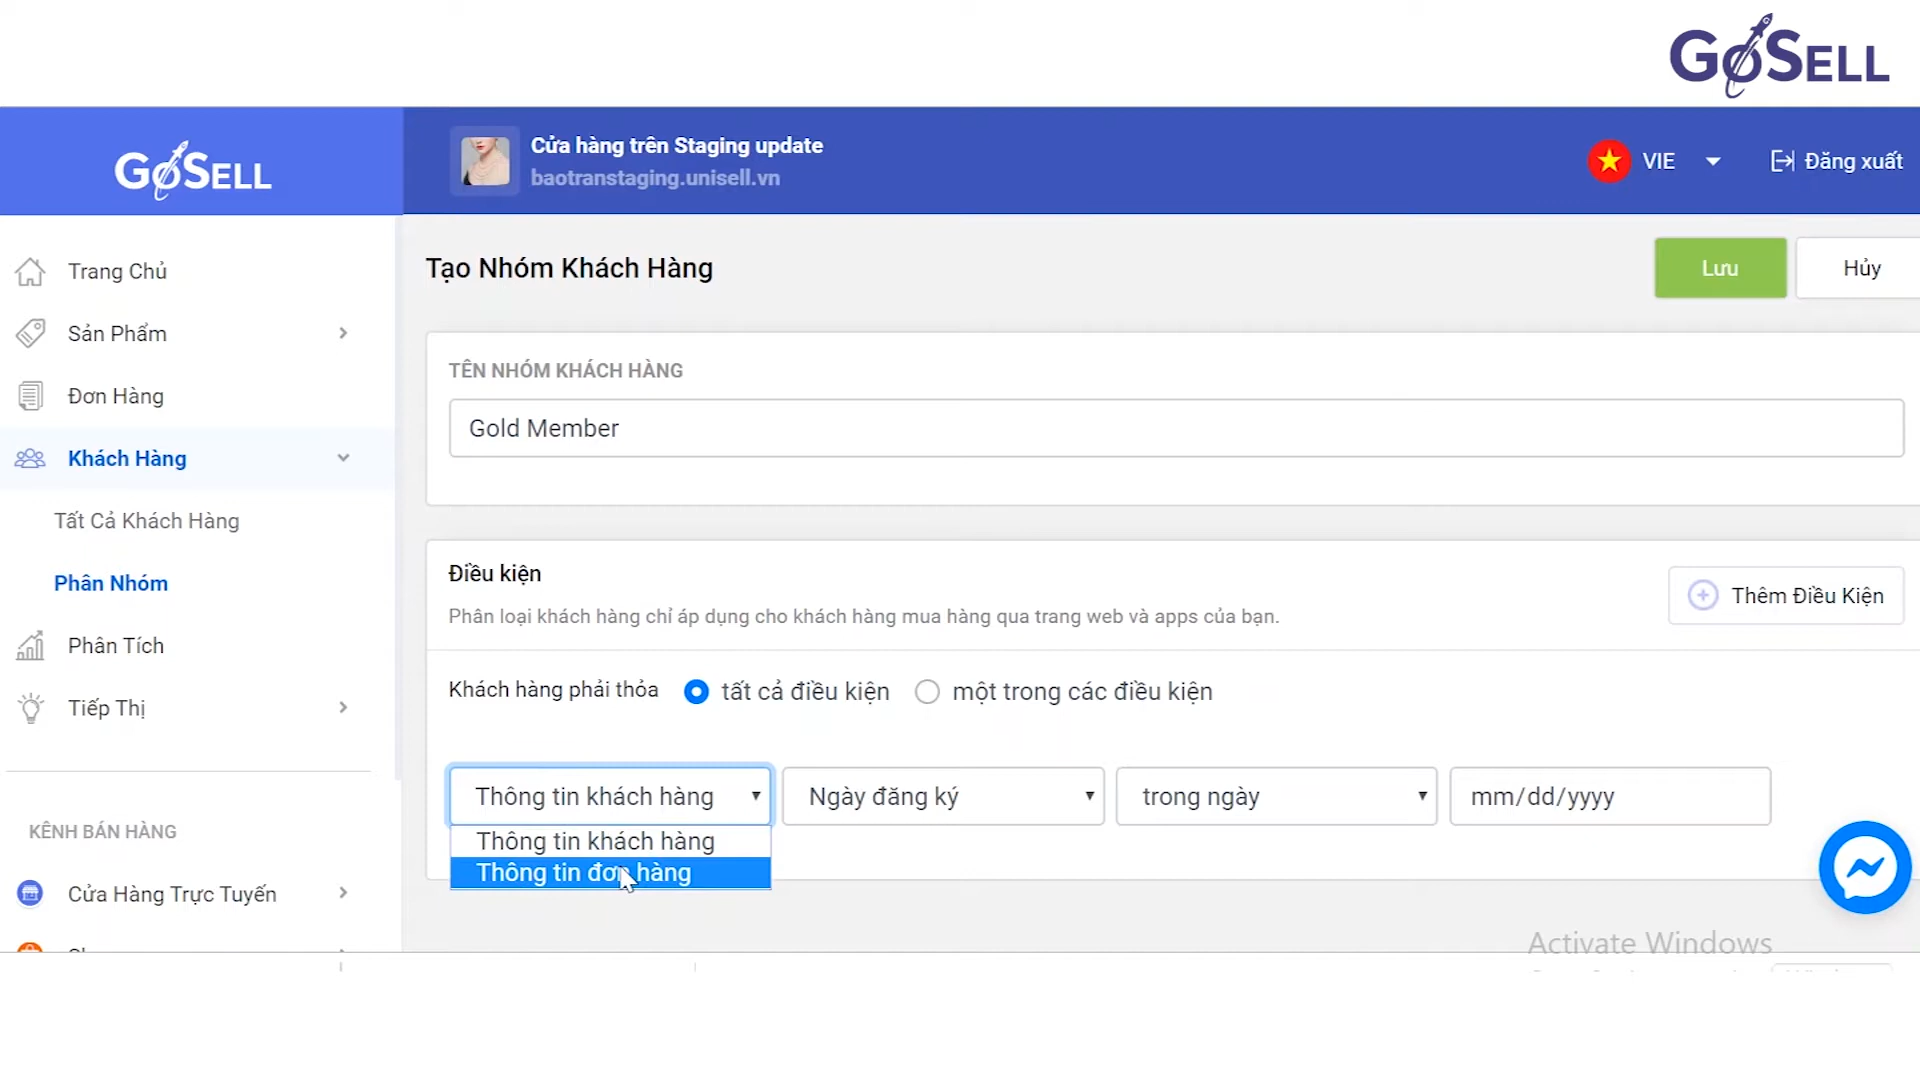 GoSELL
GoSELL
Cửa hàng trên Staging update
baotranstaging.unisell.vn
VIE
Đăng xuất
Trang Chủ
Sản Phẩm
Đơn Hàng
Khách Hàng
Tất Cả Khách Hàng
Phân Nhóm
Phân Tích
Tiếp Thị
KÊNH BÁN HÀNG
Cửa Hàng Trực Tuyến
Tạo Nhóm Khách Hàng
Lưu
Hủy
TÊN NHÓM KHÁCH HÀNG
Gold Member
Điều kiện
Phân loại khách hàng chỉ áp dụng cho khách hàng mua hàng qua trang web và apps của bạn.
Thêm Điều Kiện
Khách hàng phải thỏa tất cả điều kiện một trong các điều kiện
Thông tin khách hàng Ngày đăng ký trong ngày mm/dd/yyyy
Thông tin khách hàng
Thông tin đơn hàng
Activate Windows